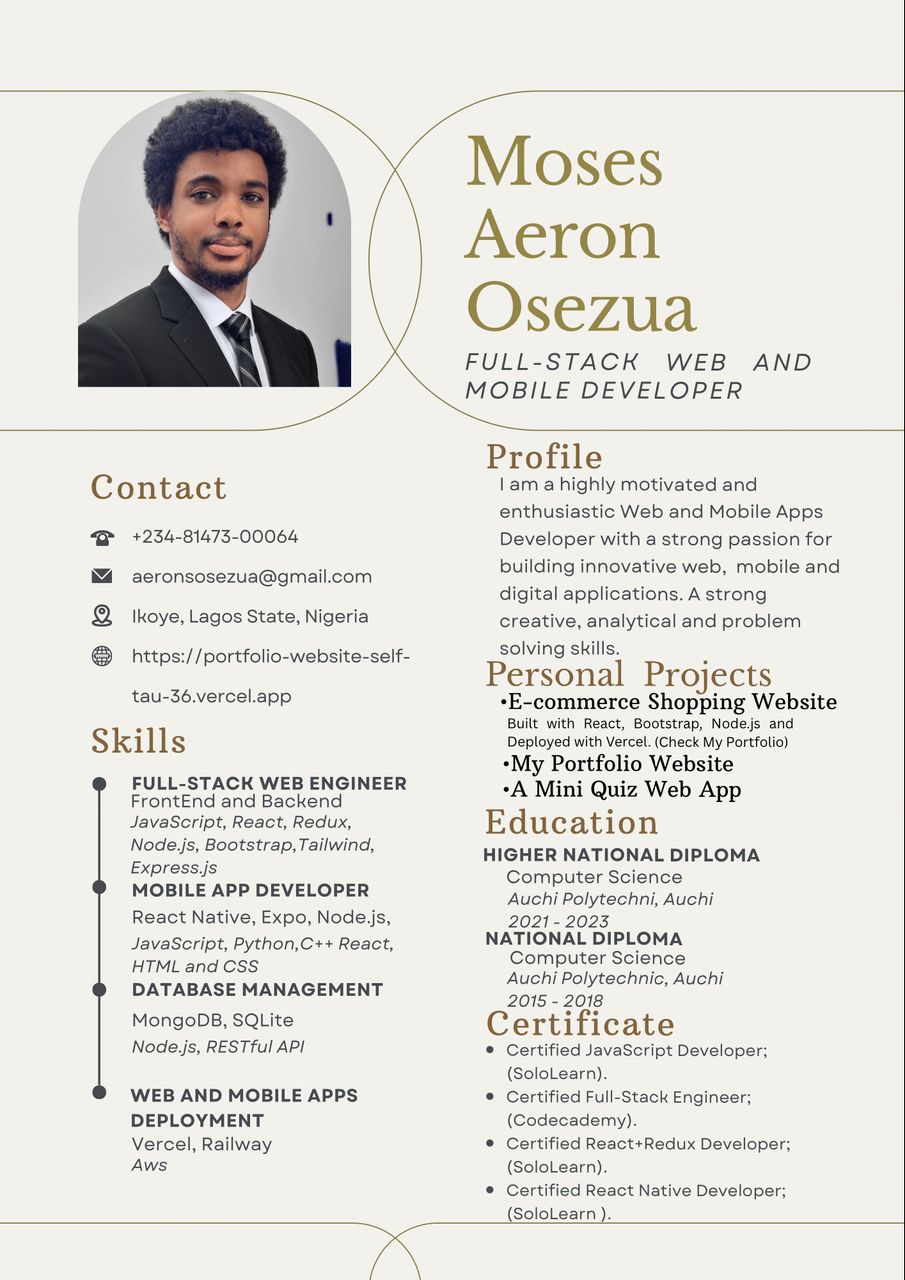 Moses
Aeron
Osezua
FULL-STACK WEB AND
MOBILE DEVELOPER
Contact
+234-81473-00064
aeronsosezua@gmail.com
Ikoye, Lagos State, Nigeria
https://portfolio-website-self-
tau-36.vercel.app
Skills
FULL-STACK WEB ENGINEER
FrontEnd and Backend
JavaScript, React, Redux,
Node.js, Bootstrap,Tailwind,
Express.js
MOBILE APP DEVELOPER
React Native, Expo, Node.js,
JavaScript, Python,C++ React,
HTML and CSS
DATABASE MANAGEMENT
MongoDB, SQLite
Node.js, RESTful API
WEB AND MOBILE APPS
DEPLOYMENT
Vercel, Railway
Aws
Profile
I am a highly motivated and
enthusiastic Web and Mobile Apps
Developer with a strong passion for
building innovative web, mobile and
digital applications. A strong
creative, analytical and problem
solving skills.
Personal Projects
•E-commerce Shopping Website
Built with React, Bootstrap, Node.js and
Deployed with Vercel. (Check My Portfolio)
•My Portfolio Website
•A Mini Quiz Web App
Education
HIGHER NATIONAL DIPLOMA
Computer Science
Auchi Polytechni, Auchi
2021 - 2023
NATIONAL DIPLOMA
Computer Science
Auchi Polytechnic, Auchi
2015 - 2018
Certificate
• Certified JavaScript Developer;
(SoloLearn).
• Certified Full-Stack Engineer;
(Codecademy).
• Certified React+Redux Developer;
(SoloLearn).
• Certified React Native Developer;
(SoloLearn ).